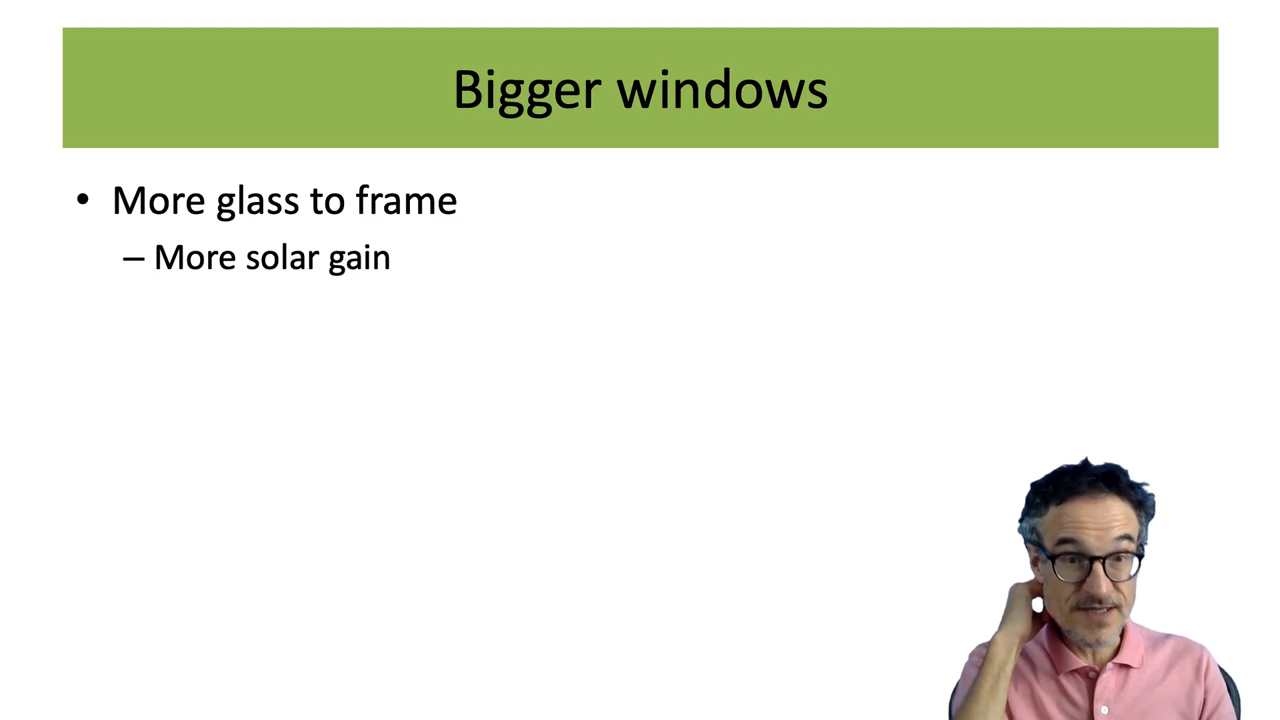 Bigger windows
• More glass to frame
– More solar gain